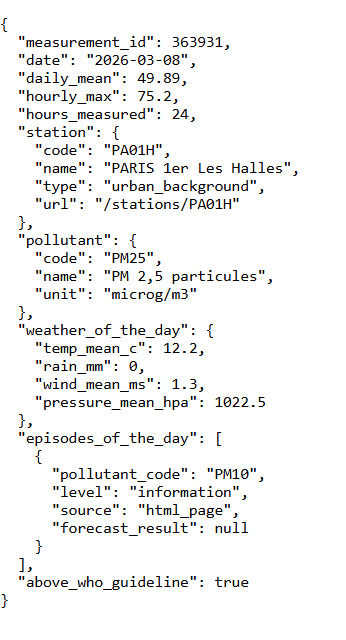 {
  "measurement_id": 363931,
  "date": "2026-03-08",
  "daily_mean": 49.89,
  "hourly_max": 75.2,
  "hours_measured": 24,
  "station": {
    "code": "PA01H",
    "name": "PARIS 1er Les Halles",
    "type": "urban_background",
    "url": "/stations/PA01H"
  },
  "pollutant": {
    "code": "PM25",
    "name": "PM 2,5 particules",
    "unit": "microg/m3"
  },
  "weather_of_the_day": {
    "temp_mean_c": 12.2,
    "rain_mm": 0,
    "wind_mean_ms": 1.3,
    "pressure_mean_hpa": 1022.5
  },
  "episodes_of_the_day": [
    {
      "pollutant_code": "PM10",
      "level": "information",
      "source": "html_page",
      "forecast_result": null
    }
  ],
  "above_who_guideline": true
}